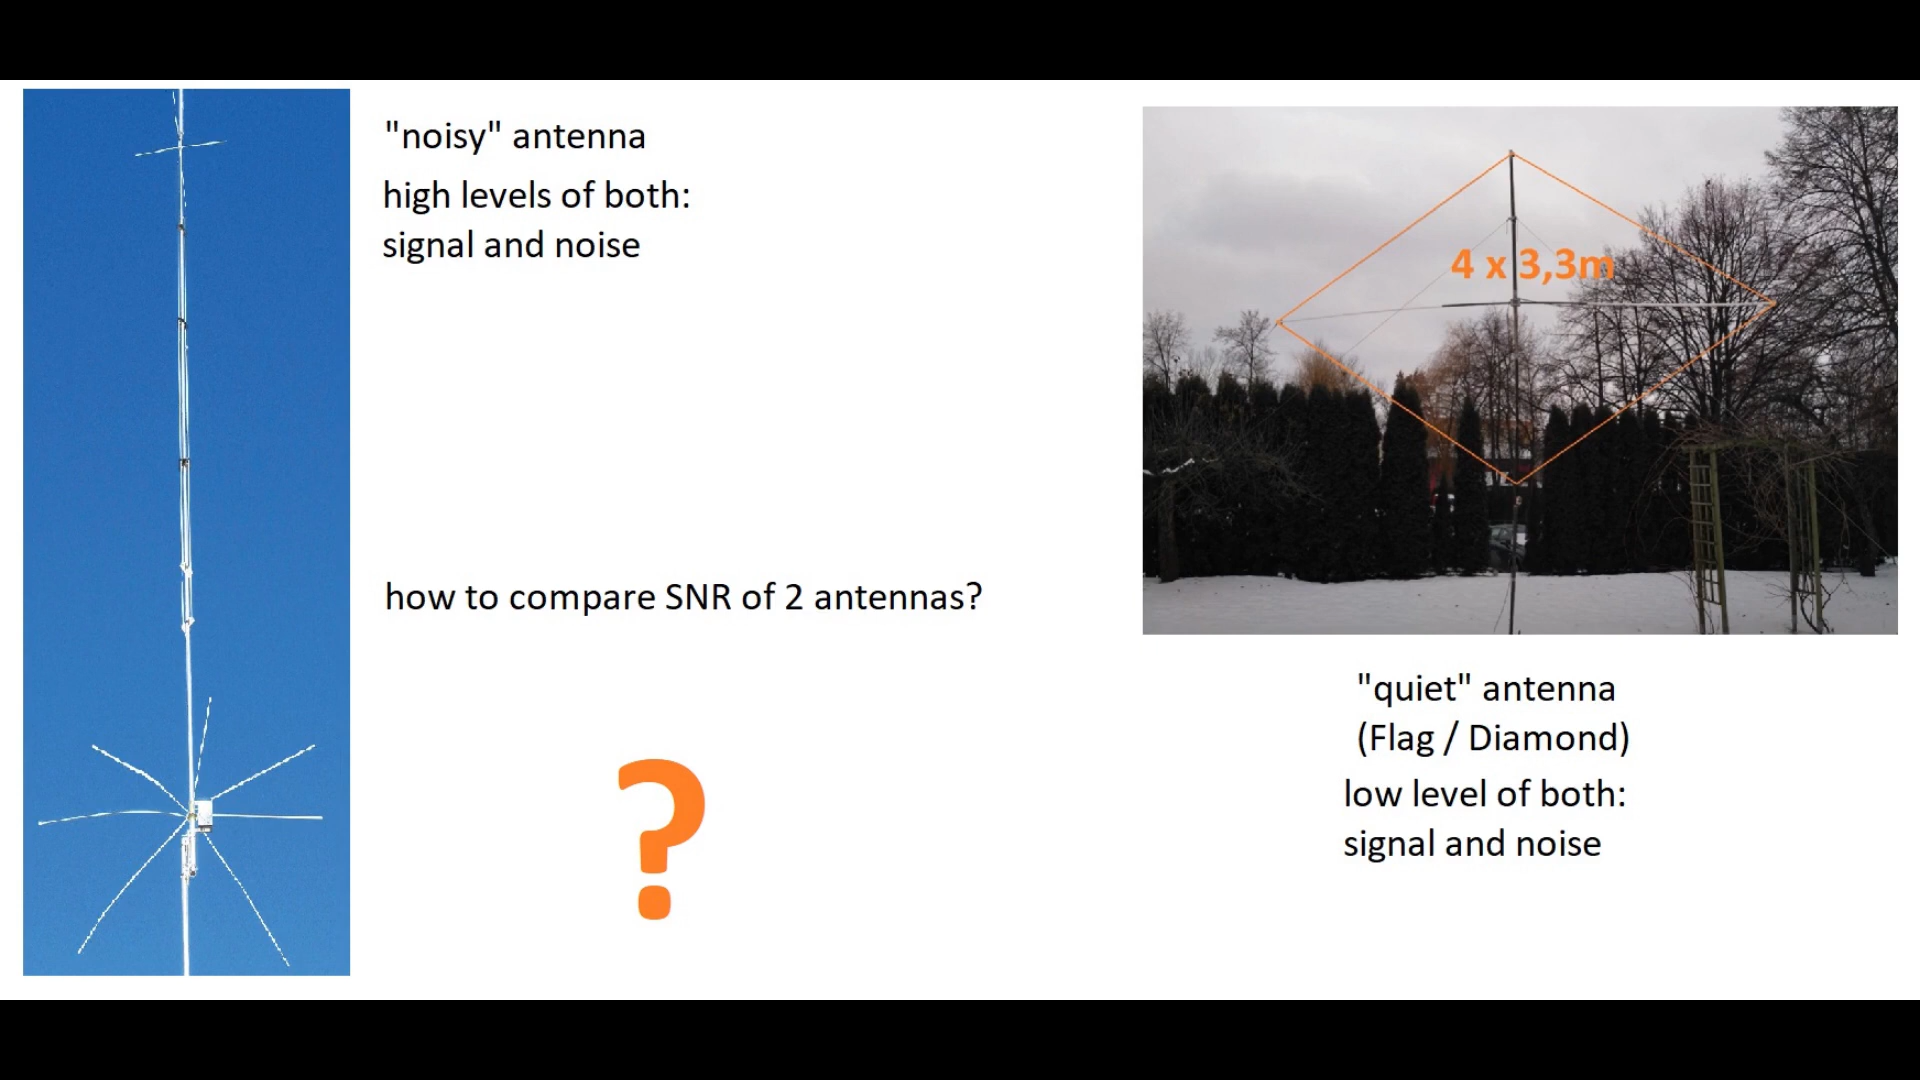 "noisy" antenna
high levels of both:
signal and noise
how to compare SNR of 2 antennas?
?
4 x 3,3m
"quiet" antenna
(Flag / Diamond)
low level of both:
signal and noise